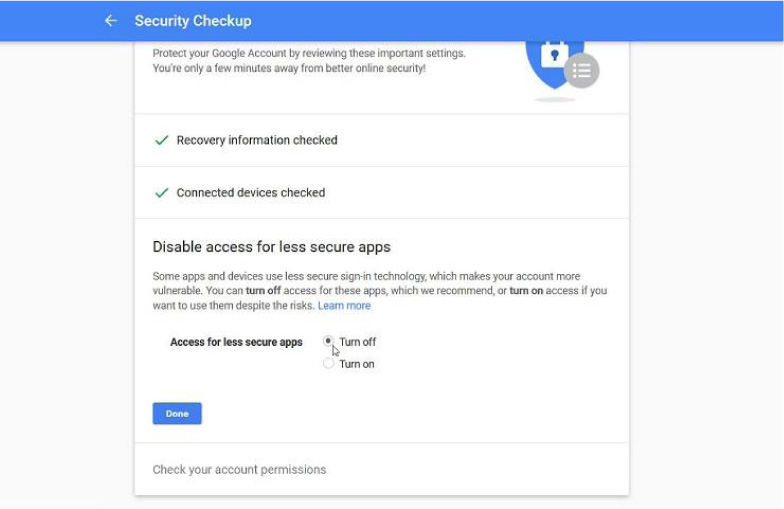 Security Checkup
Protect your Google Account by reviewing these important settings.
You're only a few minutes away from better online security!
Recovery information checked
Connected devices checked
Disable access for less secure apps
Some apps and devices use less secure sign-in technology, which makes your account more
vulnerable. You can turn off access for these apps, which we recommend, or turn on access if you
want to use them despite the risks. Learn more
Access for less secure apps
Turn off
Turn on
Done
Check your account permissions